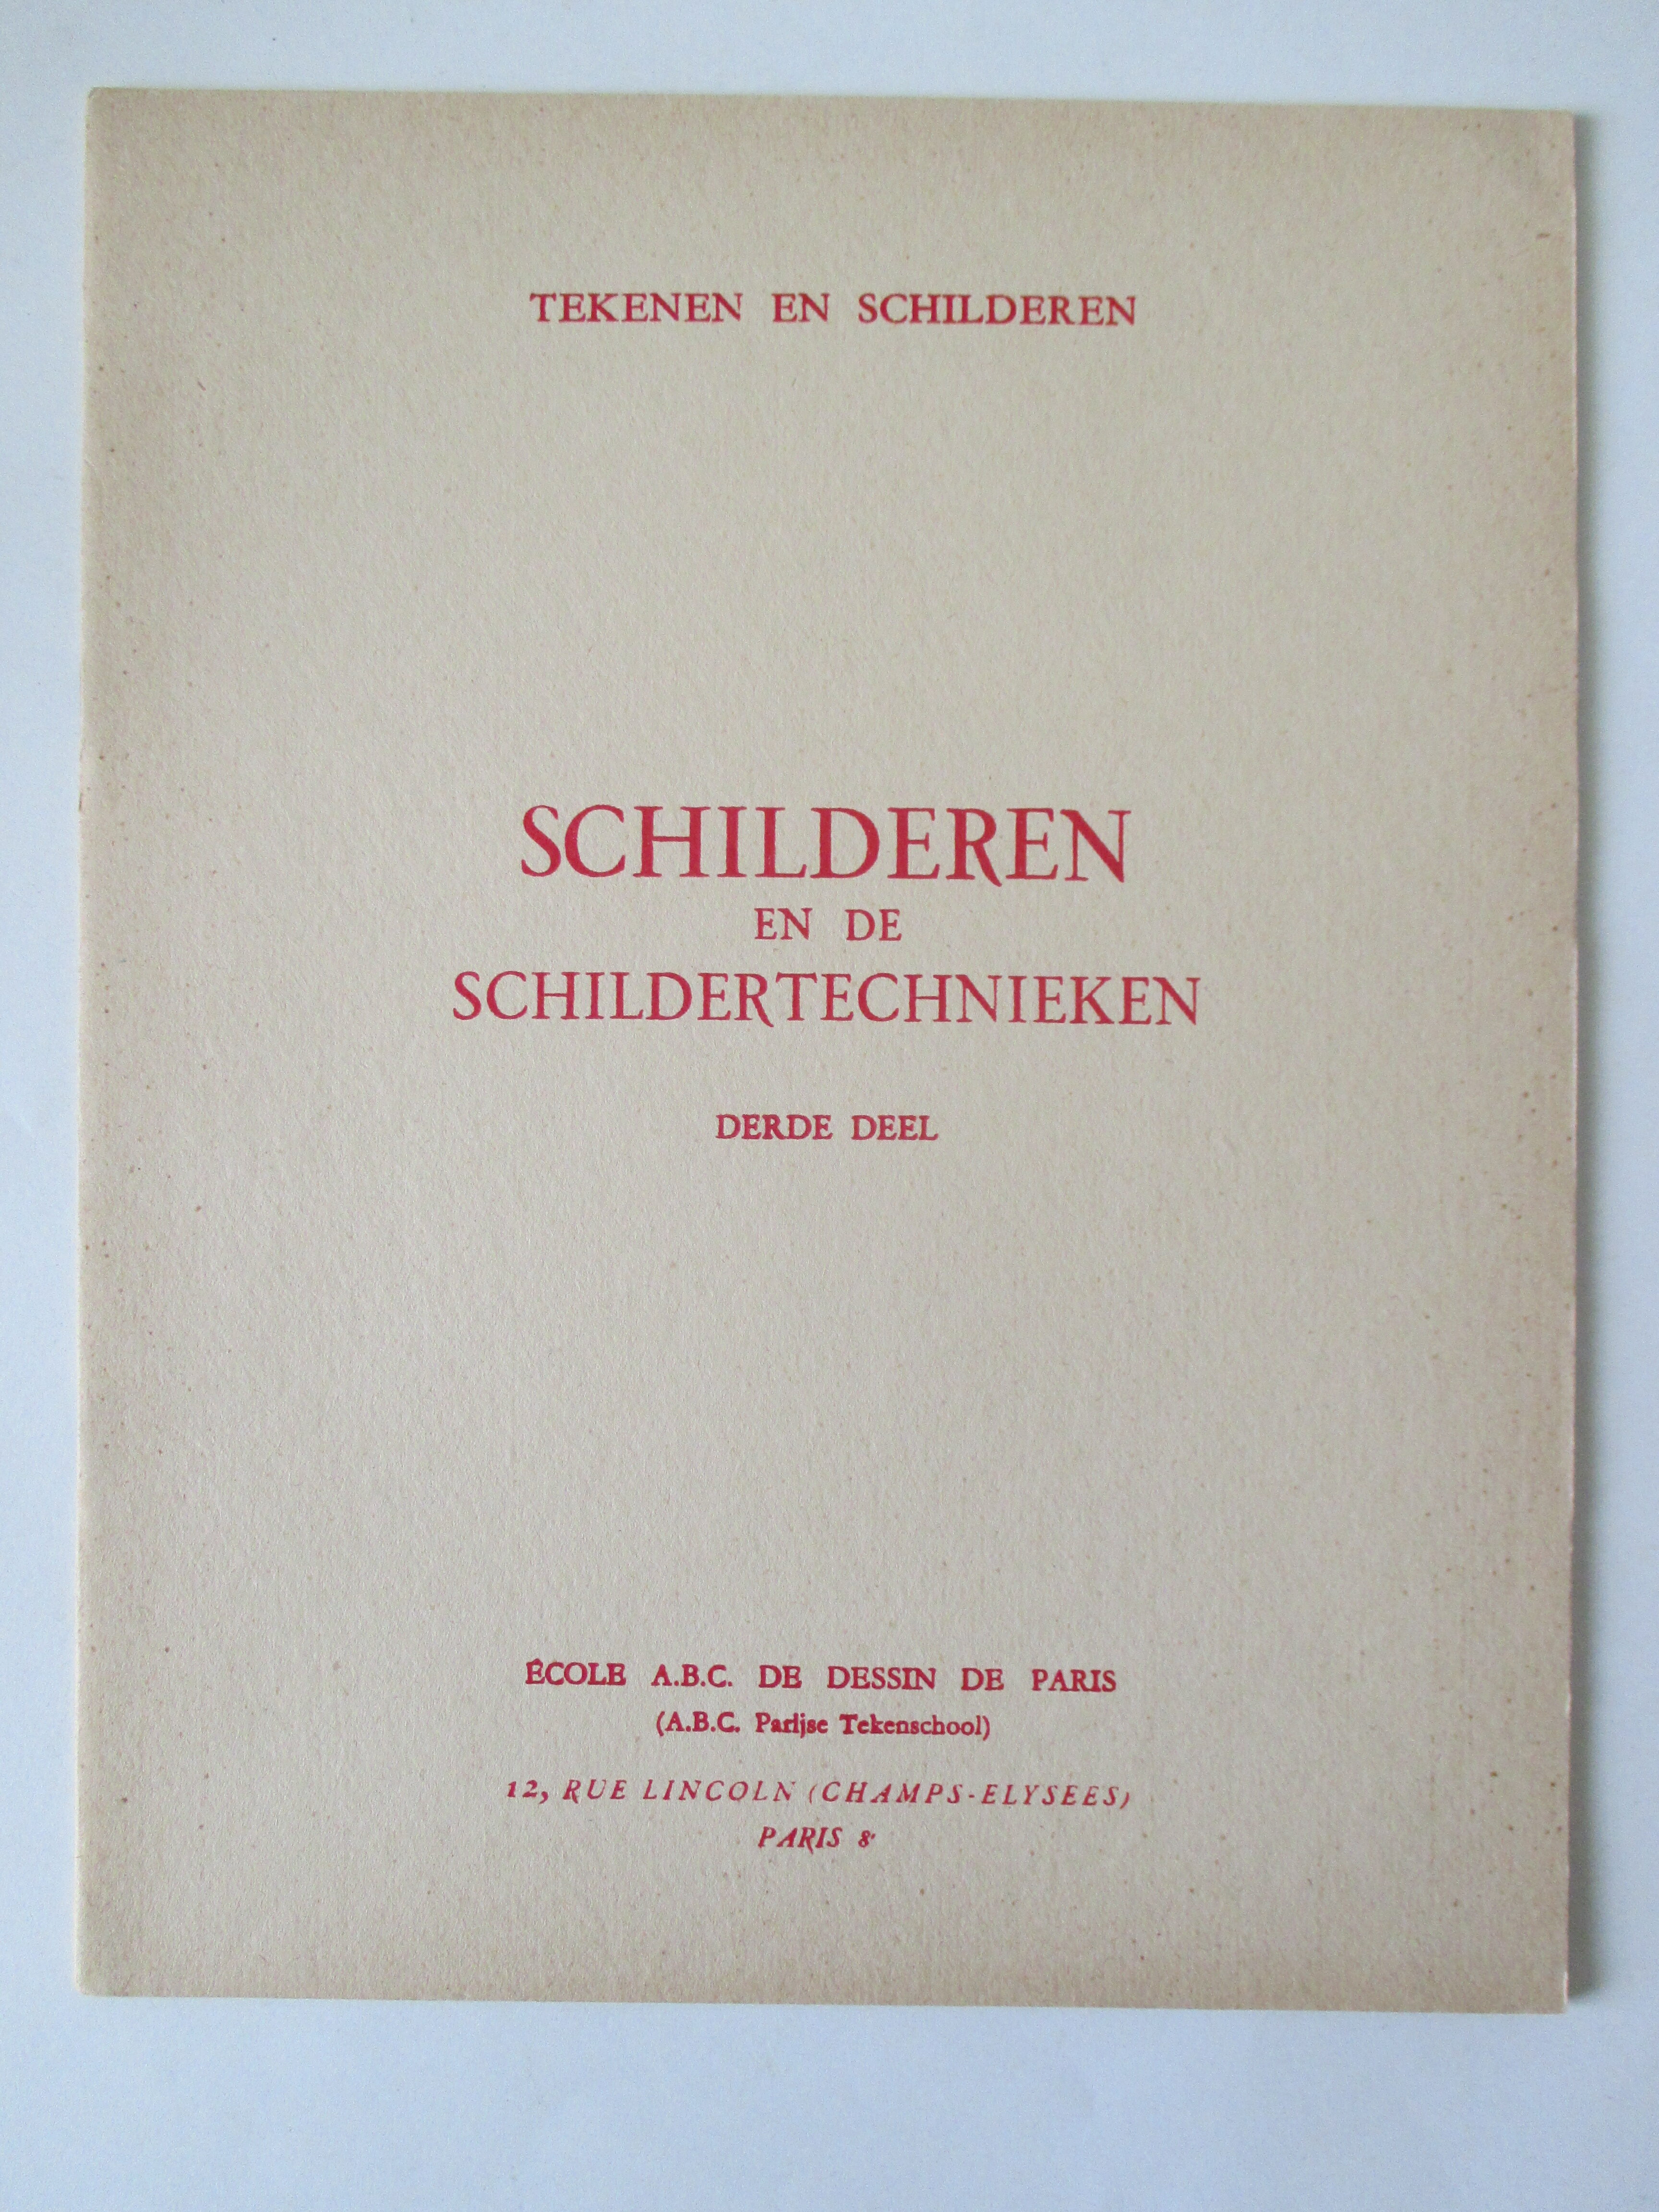 TEKENEN EN SCHILDEREN
SCHILDEREN
EN DE
SCHILDERTECHNIEKEN
DERDE DEEL
ÉCOLE A.B.C. DE DESSIN DE PARIS
(A.B.C. Parijse Tekenschool)
12, RUE LINCOLN (CHAMPS-ELYSEES)
PARIS 8e